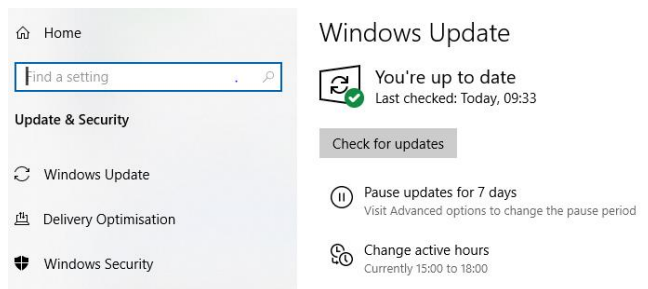 Home
Find a setting
Update & Security
Windows Update
Delivery Optimisation
Windows Security
Windows Update
You're up to date
Last checked: Today, 09:33
Check for updates
Pause updates for 7 days
Visit Advanced options to change the pause period
Change active hours
Currently 15:00 to 18:00